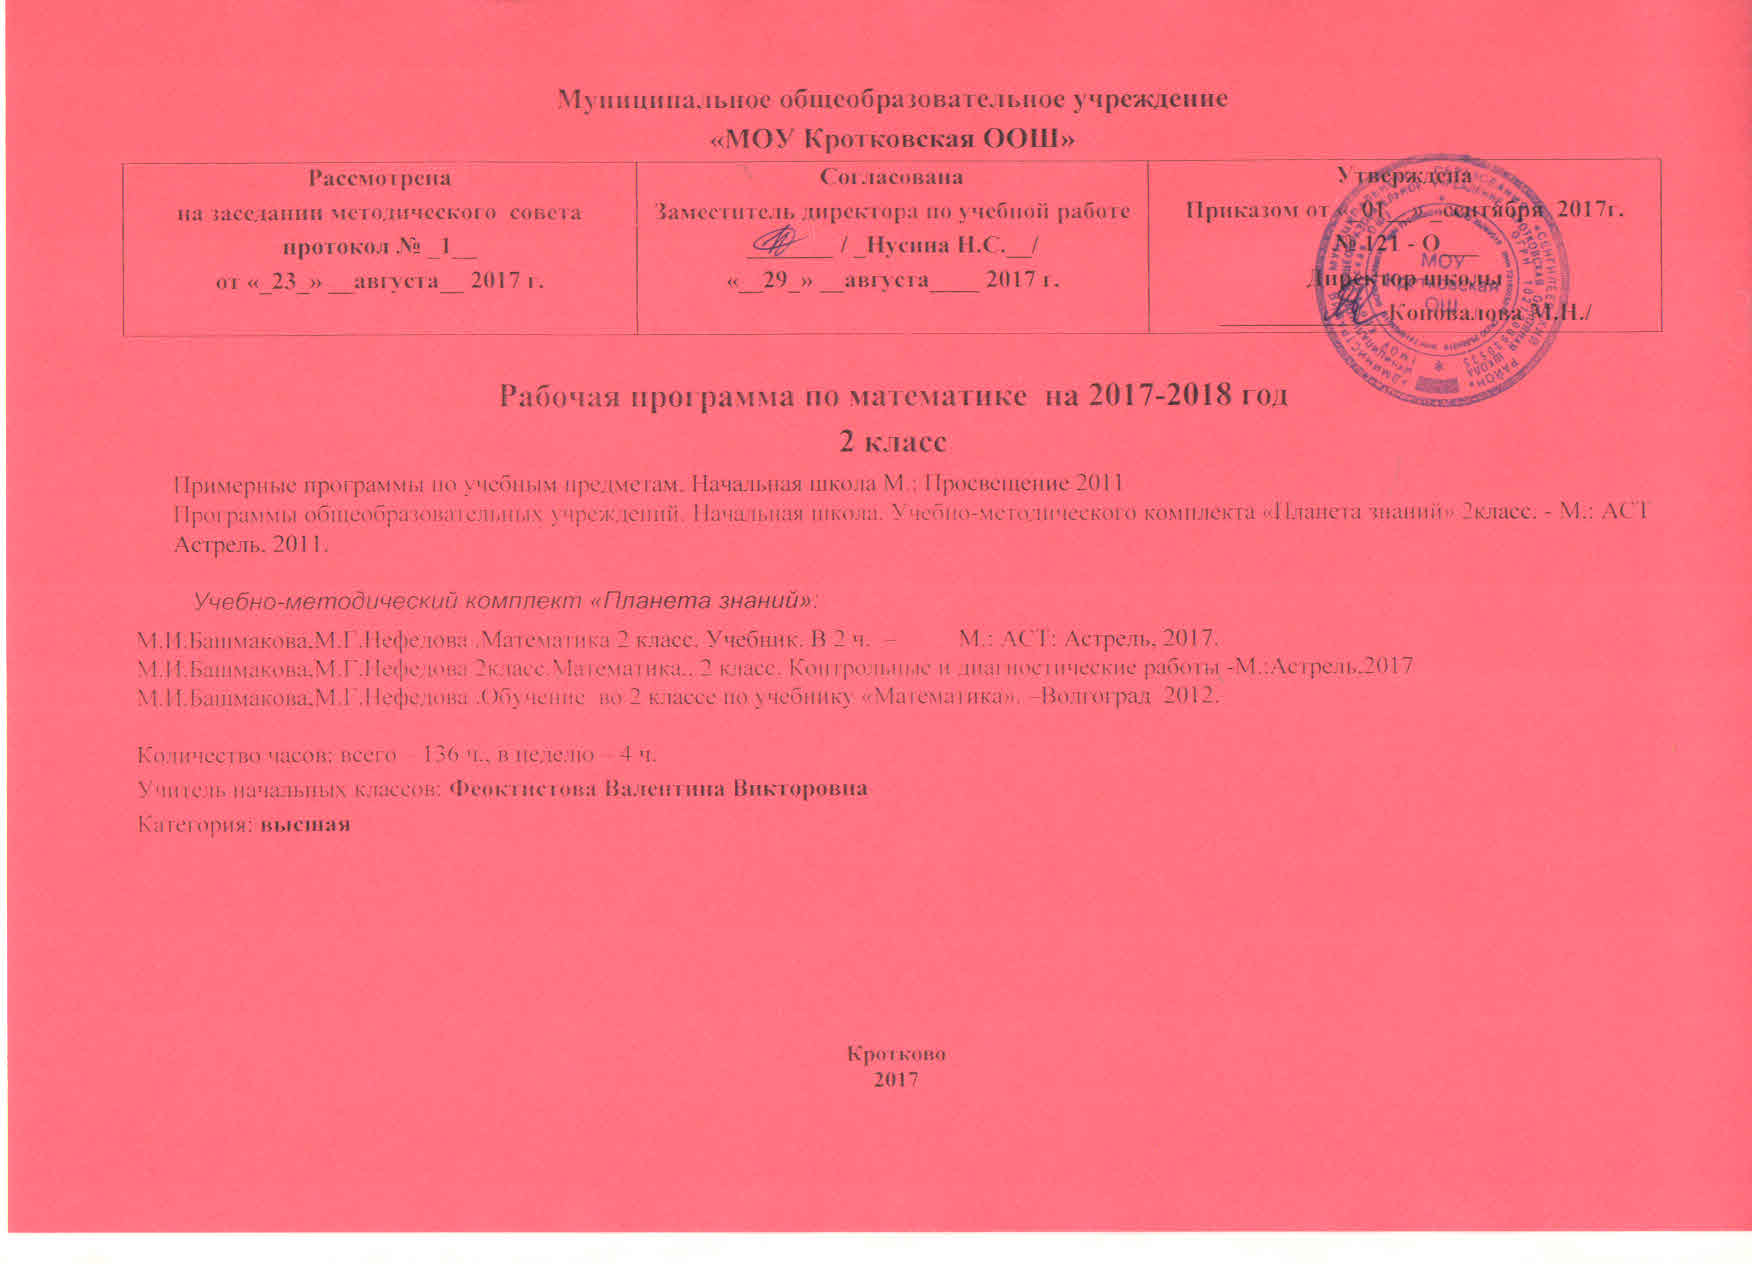 Муниципальное общеобразовательное учреждение
«МОУ Кротковская ООШ»
Рассмотрена
на заседании методического совета
протокол № _1__
от «_23_» __августа__ 2017 г.
Согласована
Заместитель директора по учебной работе
_______ / _Нусина Н.С.__/
«__29_» __августа____ 2017 г.
Утверждена
Приказом от «_01__» _сентября_2017г.
№ 121 - О___
Директор школы
Коновалова М.Н./
МОУ
Кротковская
ОШ
Рабочая программа по математике на 2017-2018 год
2 класс
Примерные программы по учебным предметам. Начальная школа М.: Просвещение 2011
Программы общеобразовательных учреждений. Начальная школа. Учебно-методического комплекта «Планета знаний» 2класс. - М.: АСТ
Астрель. 2011.
Учебно-методический комплект «Планета знаний»:
М.И.Башмакова,М.Г.Нефедова .Математика 2 класс. Учебник. В 2 ч. – М.: АСТ: Астрель, 2017.
М.И.Башмакова,М.Г.Нефедова 2класс.Математика.. 2 класс. Контрольные и диагностические работы -М.:Астрель.2017
М.И.Башмакова,М.Г.Нефедова .Обучение во 2 классе по учебнику «Математика». –Волгоград 2012.
Количество часов: всего – 136 ч., в неделю – 4 ч.
Учитель начальных классов: Феоктистова Валентина Викторовна
Категория: высшая
Кротково
2017